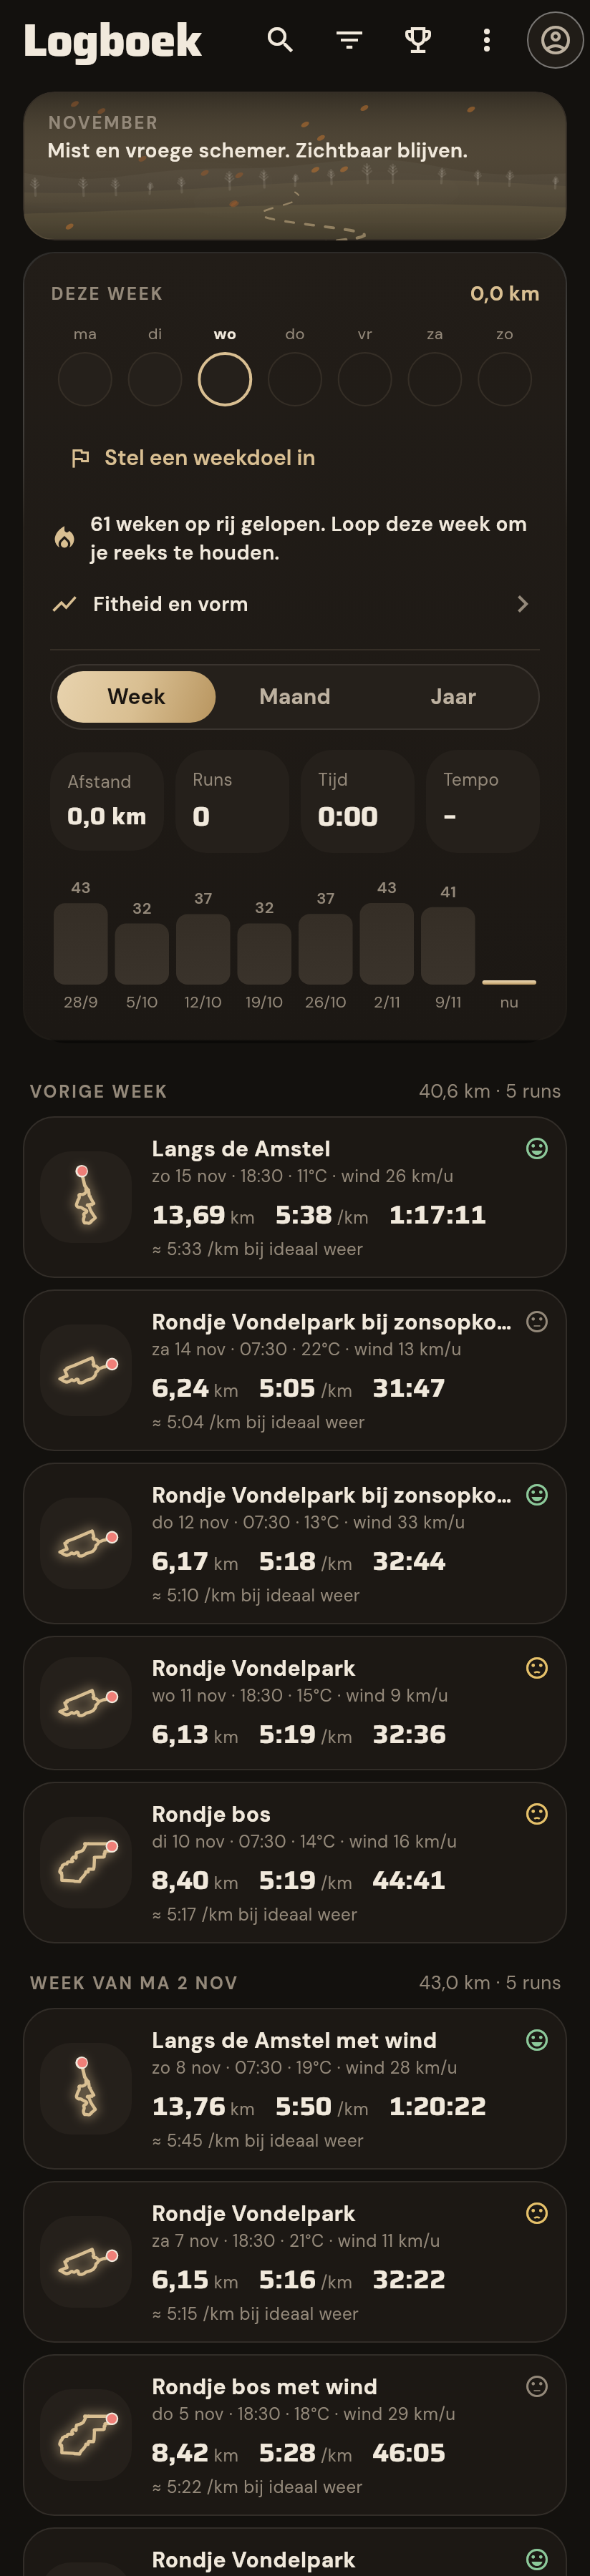 Logboek
NOVEMBER
Mist en vroege schemer. Zichtbaar blijven.
DEZE WEEK 0,0 km
ma di wo do vr za zo
Stel een weekdoel in
61 weken op rij gelopen. Loop deze week om
je reeks te houden.
Fitheid en vorm
Week Maand Jaar
Afstand Runs Tijd Tempo
0,0 km 0 0:00 –
43 32 37 32 37 43 41
28/9 5/10 12/10 19/10 26/10 2/11 9/11 nu
VORIGE WEEK 40,6 km · 5 runs
Langs de Amstel
zo 15 nov · 18:30 · 11°C · wind 26 km/u
13,69 km 5:38 /km 1:17:11
≈ 5:33 /km bij ideaal weer
Rondje Vondelpark bij zonsopko...
za 14 nov · 07:30 · 22°C · wind 13 km/u
6,24 km 5:05 /km 31:47
≈ 5:04 /km bij ideaal weer
Rondje Vondelpark bij zonsopko...
do 12 nov · 07:30 · 13°C · wind 33 km/u
6,17 km 5:18 /km 32:44
≈ 5:10 /km bij ideaal weer
Rondje Vondelpark
wo 11 nov · 18:30 · 15°C · wind 9 km/u
6,13 km 5:19 /km 32:36
Rondje bos
di 10 nov · 07:30 · 14°C · wind 16 km/u
8,40 km 5:19 /km 44:41
≈ 5:17 /km bij ideaal weer
WEEK VAN MA 2 NOV 43,0 km · 5 runs
Langs de Amstel met wind
zo 8 nov · 07:30 · 19°C · wind 28 km/u
13,76 km 5:50 /km 1:20:22
≈ 5:45 /km bij ideaal weer
Rondje Vondelpark
za 7 nov · 18:30 · 21°C · wind 11 km/u
6,15 km 5:16 /km 32:22
≈ 5:15 /km bij ideaal weer
Rondje bos met wind
do 5 nov · 18:30 · 18°C · wind 29 km/u
8,42 km 5:28 /km 46:05
≈ 5:22 /km bij ideaal weer
Rondje Vondelpark